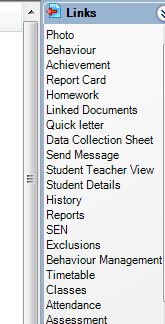 Links
Photo
Behaviour
Achievement
Report Card
Homework
Linked Documents
Quick letter
Data Collection Sheet
Send Message
Student Teacher View
Student Details
History
Reports
SEN
Exclusions
Behaviour Management
Timetable
Classes
Attendance
Assessment